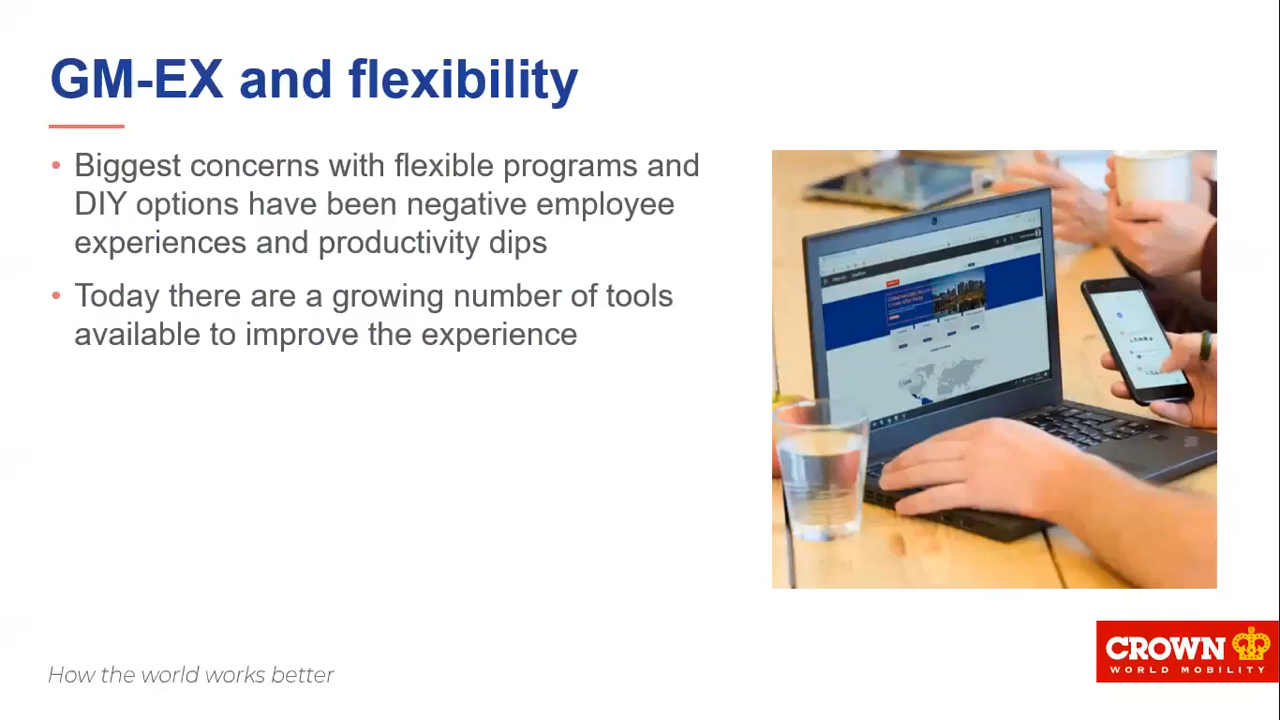 GM-EX and flexibility
• Biggest concerns with flexible programs and
DIY options have been negative employee
experiences and productivity dips
• Today there are a growing number of tools
available to improve the experience
How the world works better
CROWN
WORLD MOBILITY